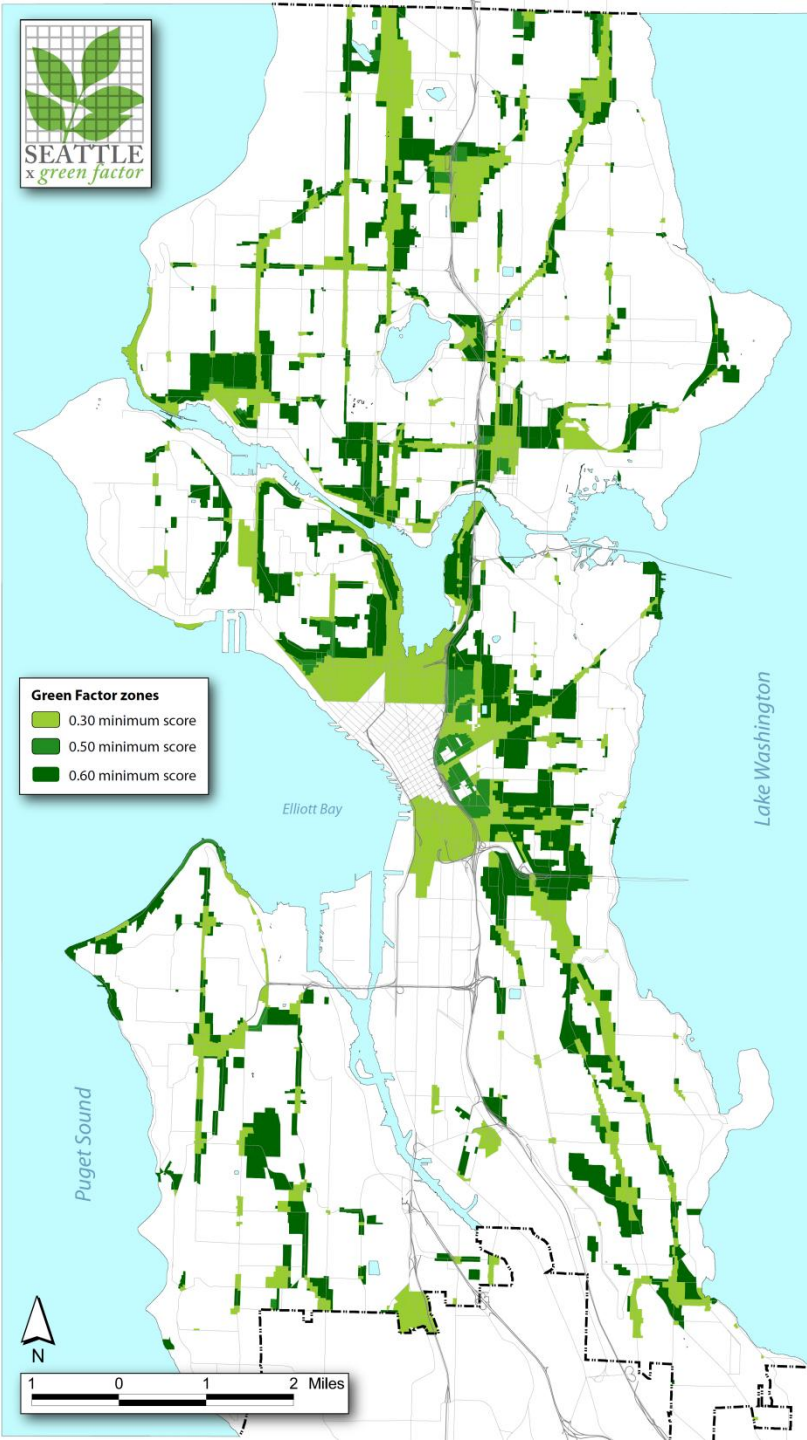 SEATTLE
x green factor
Green Factor zones
0.30 minimum score
0.50 minimum score
0.60 minimum score
Elliott Bay
Lake Washington
Puget Sound
N
1 0 1 2 Miles